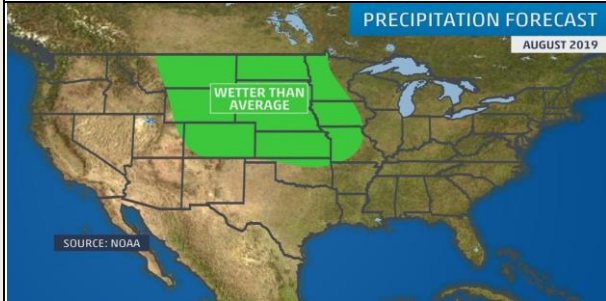 PRECIPITATION FORECAST
AUGUST 2019
WETTER THAN
AVERAGE
SOURCE: NOAA